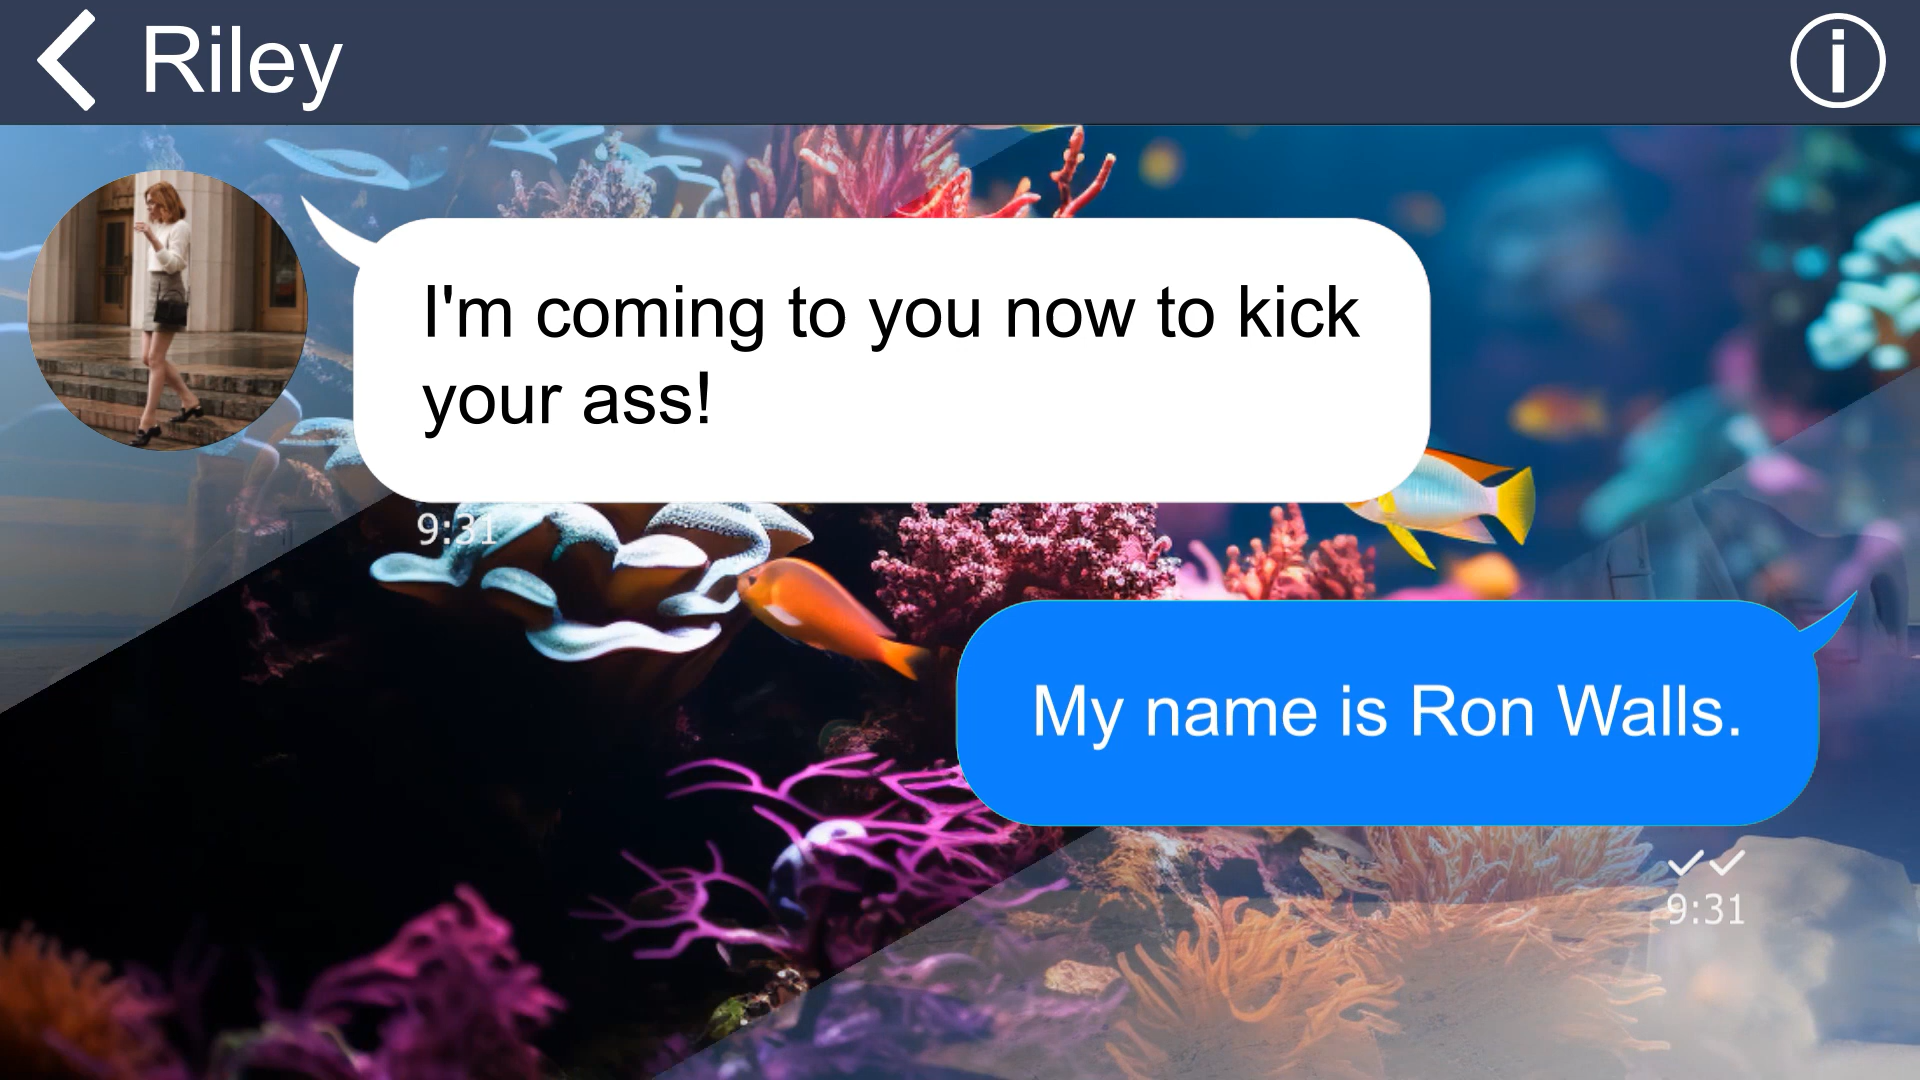 Riley
I'm coming to you now to kick
your ass!
9:31
My name is Ron Walls.
9:31